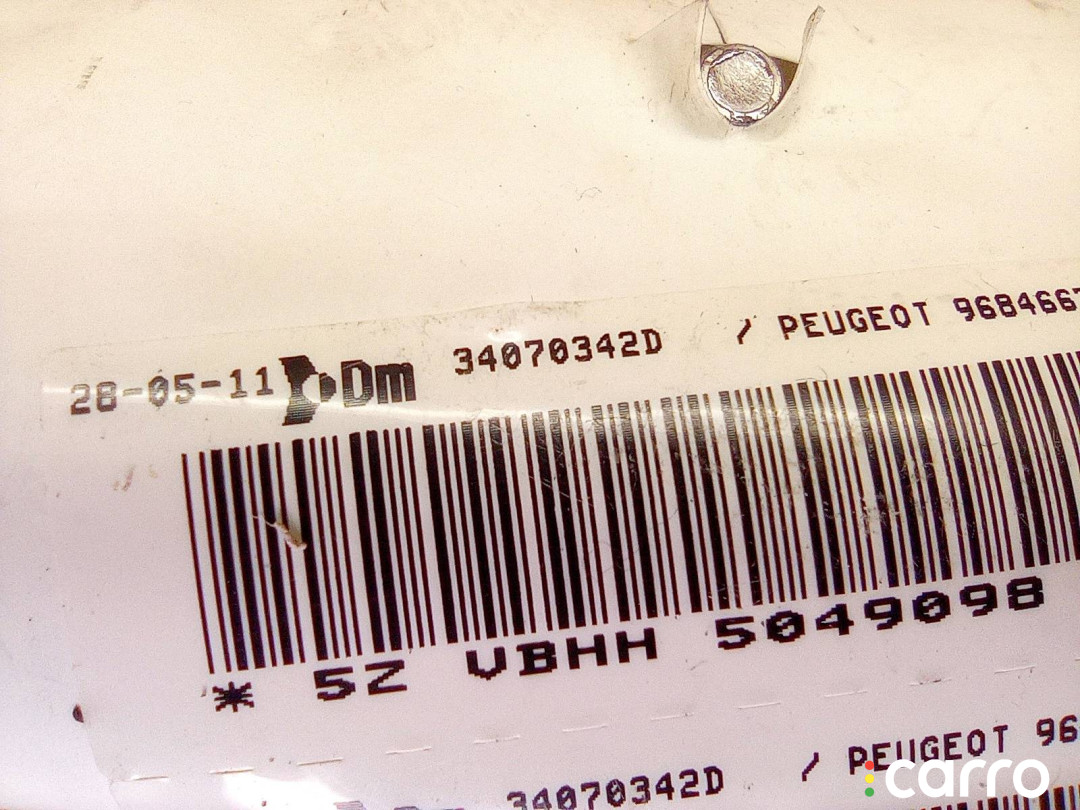 28-05-11 Dm 34070342D / PEUGEOT 968466
* 5Z VBHH 5049098
34070342D / PEUGEOT 96
carro